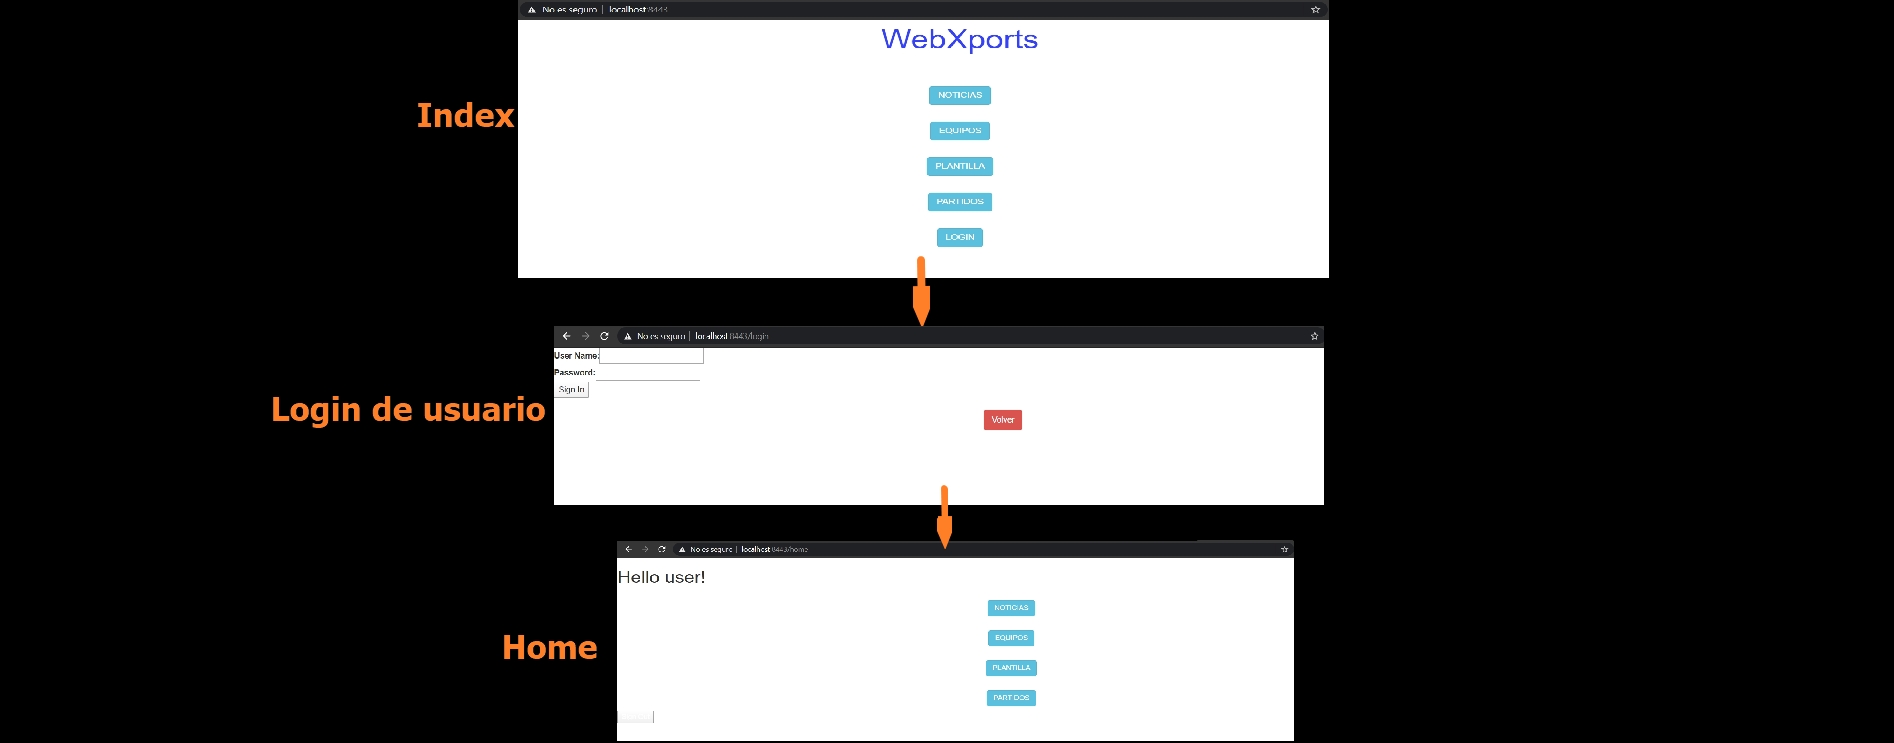 No es seguro | localhost:8443
WebXports
NOTICIAS
Index
EQUIPOS
PLANTILLA
PARTIDOS
LOGIN
No es seguro | localhost:8443/login
User Name:
Password:
Sign In
Login de usuario
Volver
No es seguro | localhost:8443/home
Hello user!
NOTICIAS
EQUIPOS
Home
PLANTILLA
PARTIDOS